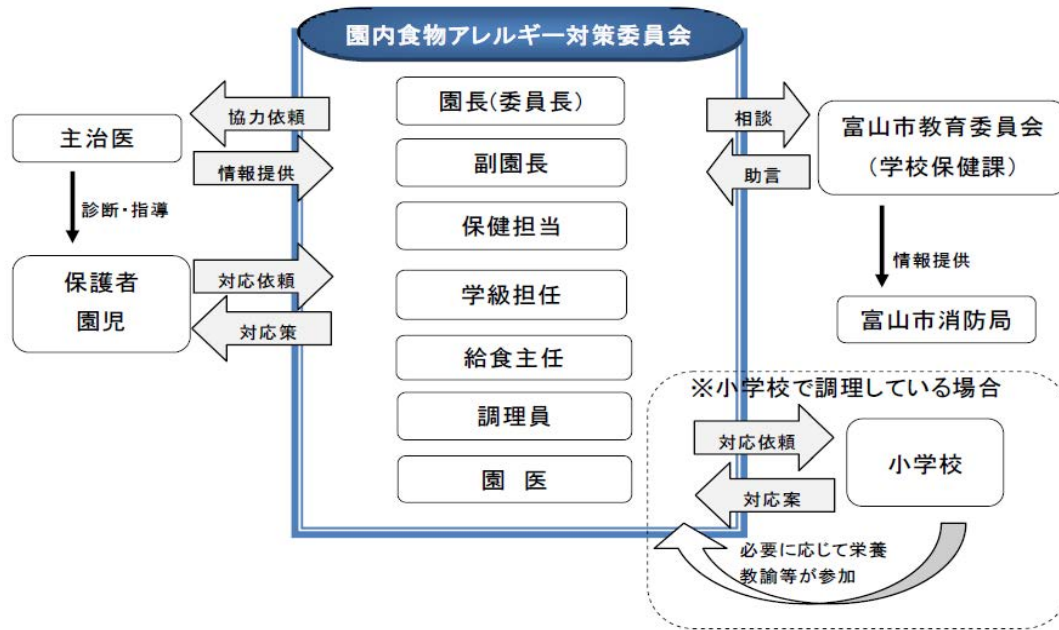 園内食物アレルギー対策委員会
主治医
診断・指導
保護者
園児
協力依頼
情報提供
対応依頼
対応策
園長(委員長)
副園長
保健担当
学級担任
給食主任
調理員
園 医
相談
助言
富山市教育委員会
(学校保健課)
情報提供
富山市消防局
※小学校で調理している場合
対応依頼
対応案
小学校
必要に応じて栄養
教諭等が参加